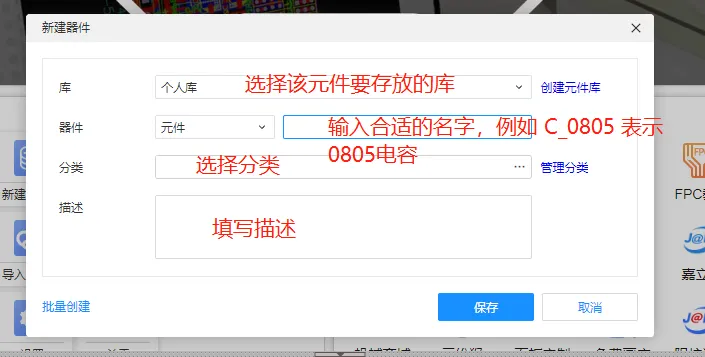 新建器件
库
个人库
选择该元件要存放的库
创建元件库
器件
元件
输入合适的名字，例如 C_0805 表示
0805电容
分类
选择分类
管理分类
描述
填写描述
批量创建
保存
取消
新建
导入
FPC
嘉立